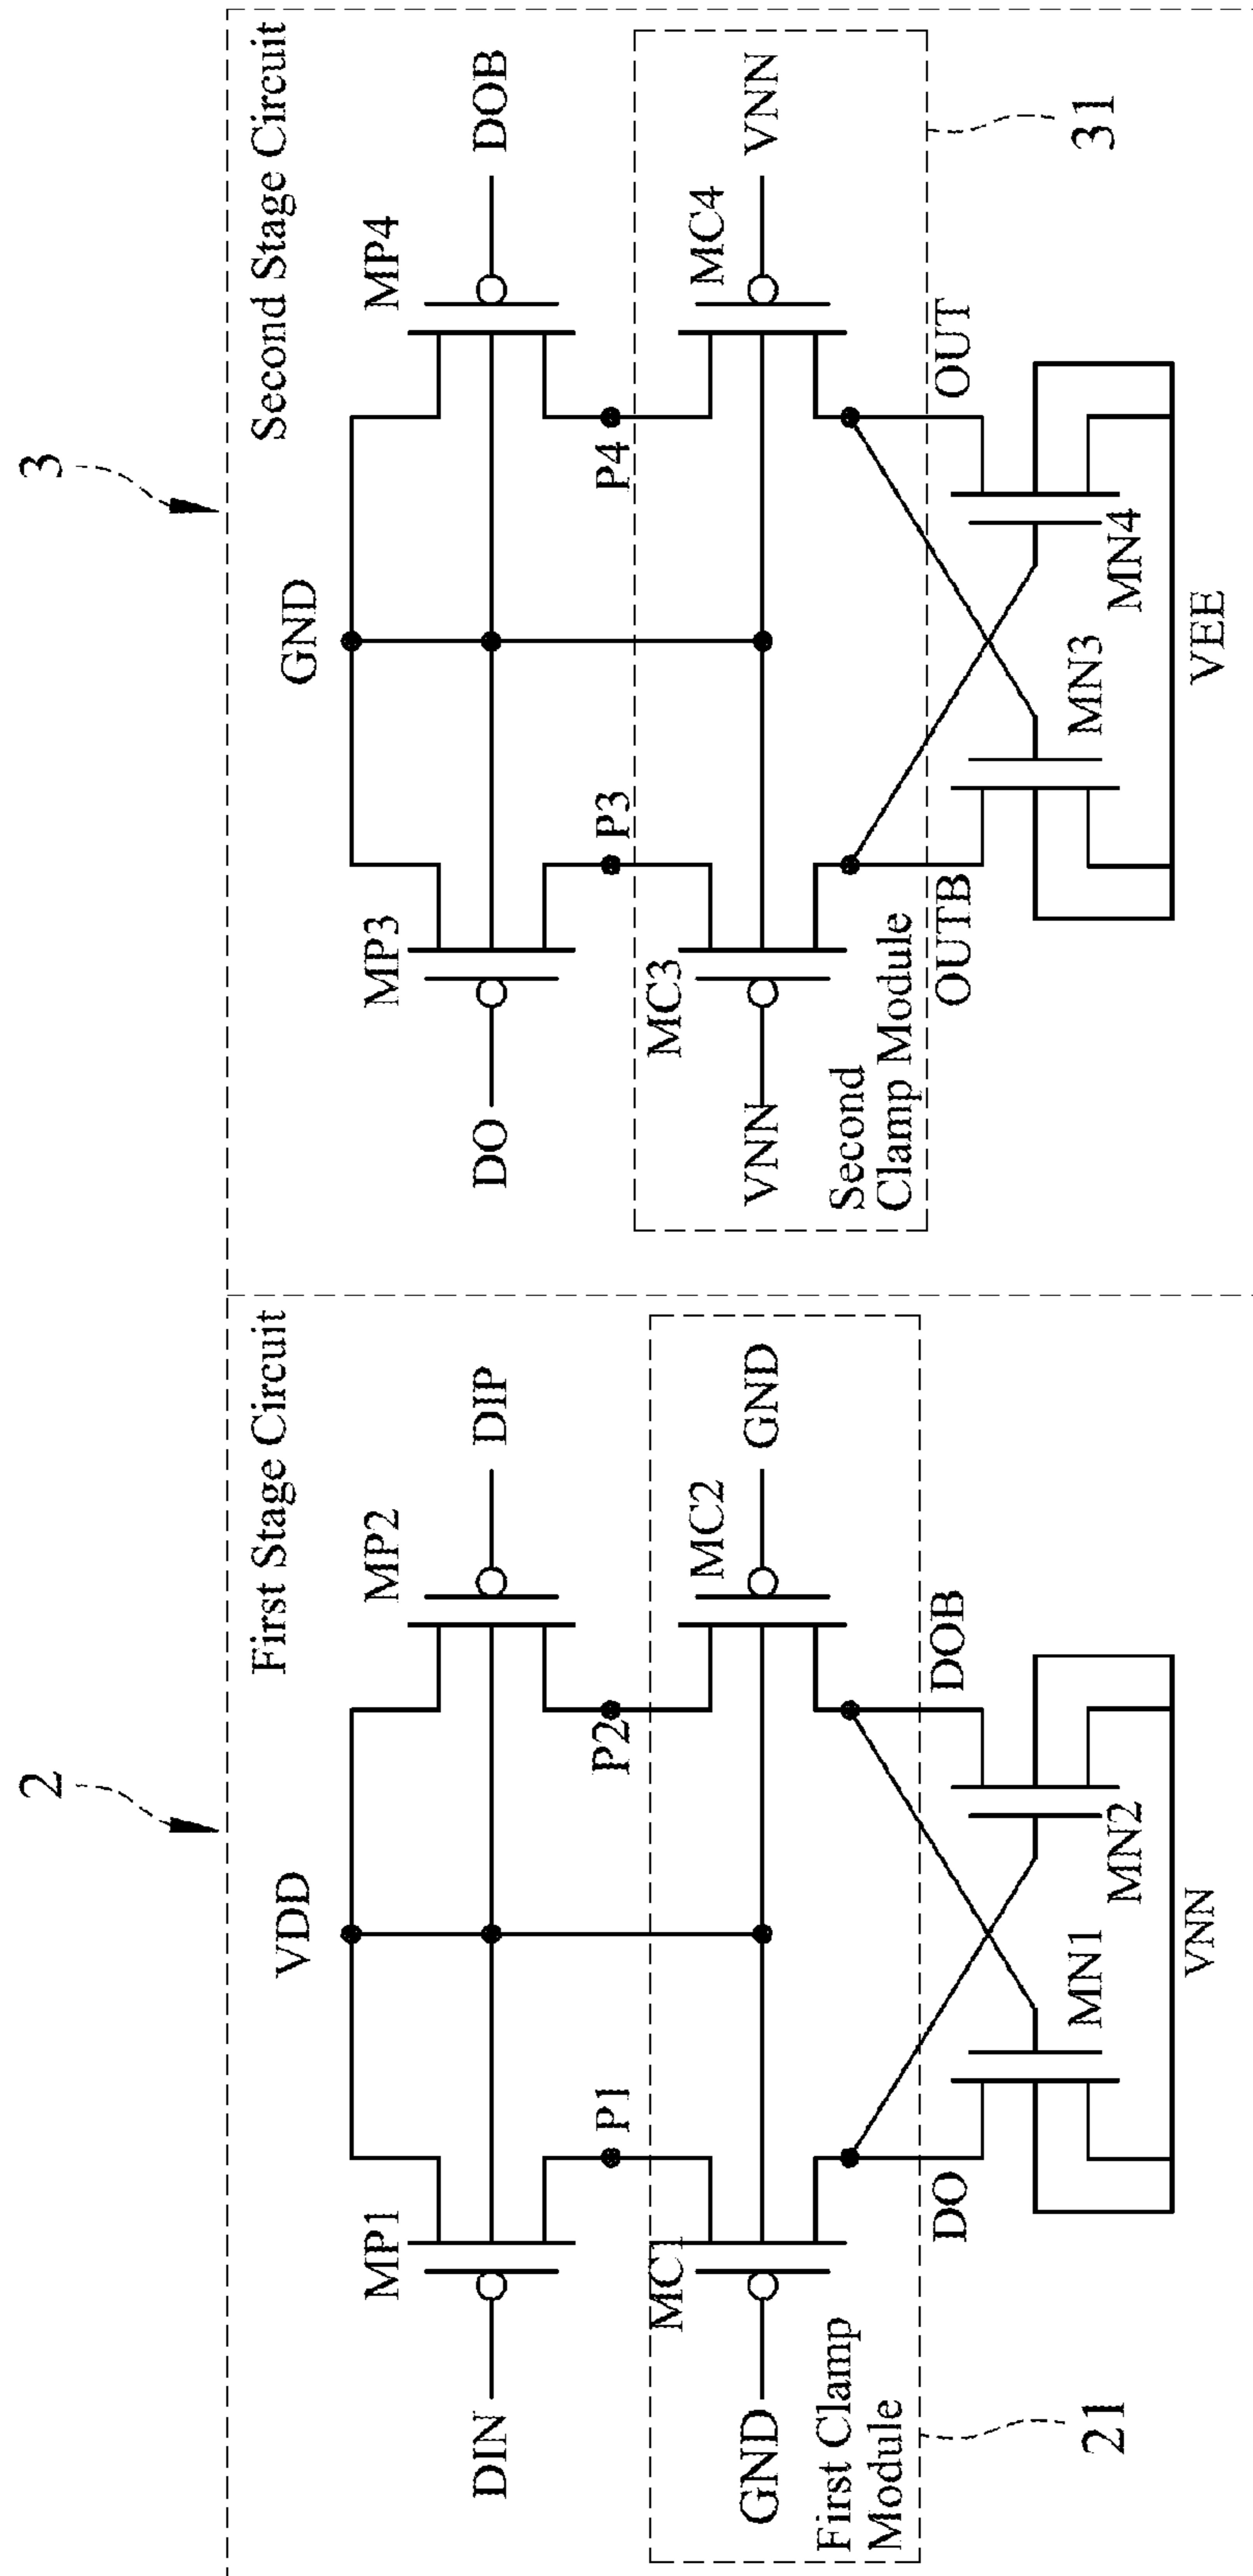 2
First Stage Circuit
VDD
MP1
MP2
DIN
DIP
P1
P2
MC1
MC2
GND
GND
First Clamp
Module
DO
DOB
MN1
MN2
VNN
21
3
Second Stage Circuit
GND
MP3
MP4
DO
DOB
P3
P4
MC3
MC4
VNN
VNN
Second
Clamp Module
OUTB
OUT
MN3
MN4
VEE
31